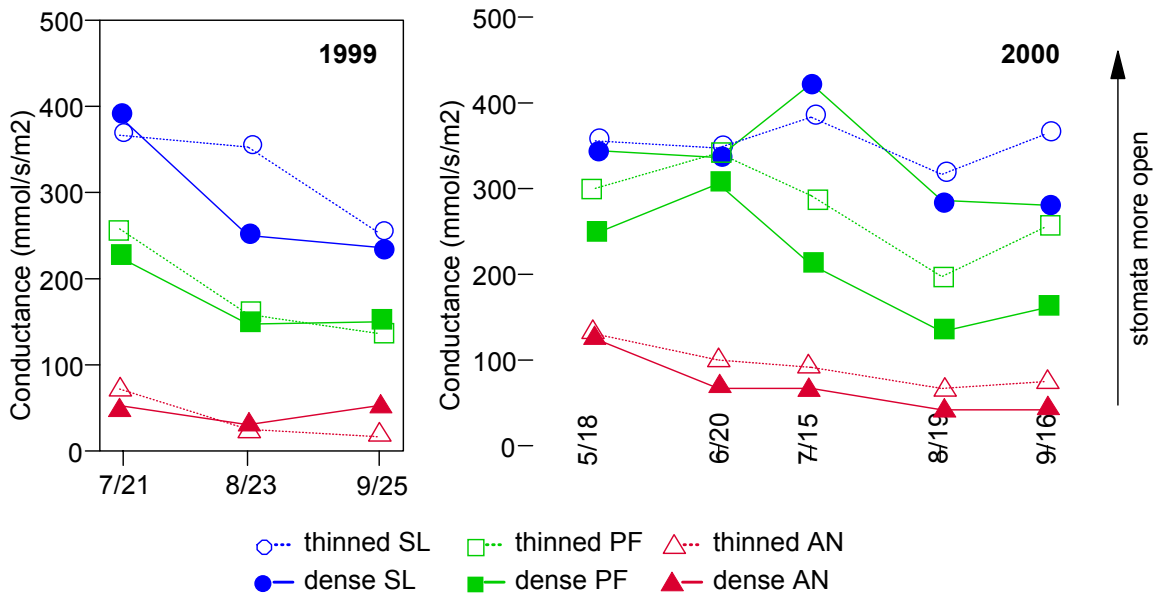 Conductance (mmol/s/m2)
500
400
300
200
100
0
1999
7/21
8/23
9/25
Conductance (mmol/s/m2)
500
400
300
200
100
0
2000
5/18
6/20
7/15
8/19
9/16
stomata more open
thinned SL
thinned PF
thinned AN
dense SL
dense PF
dense AN